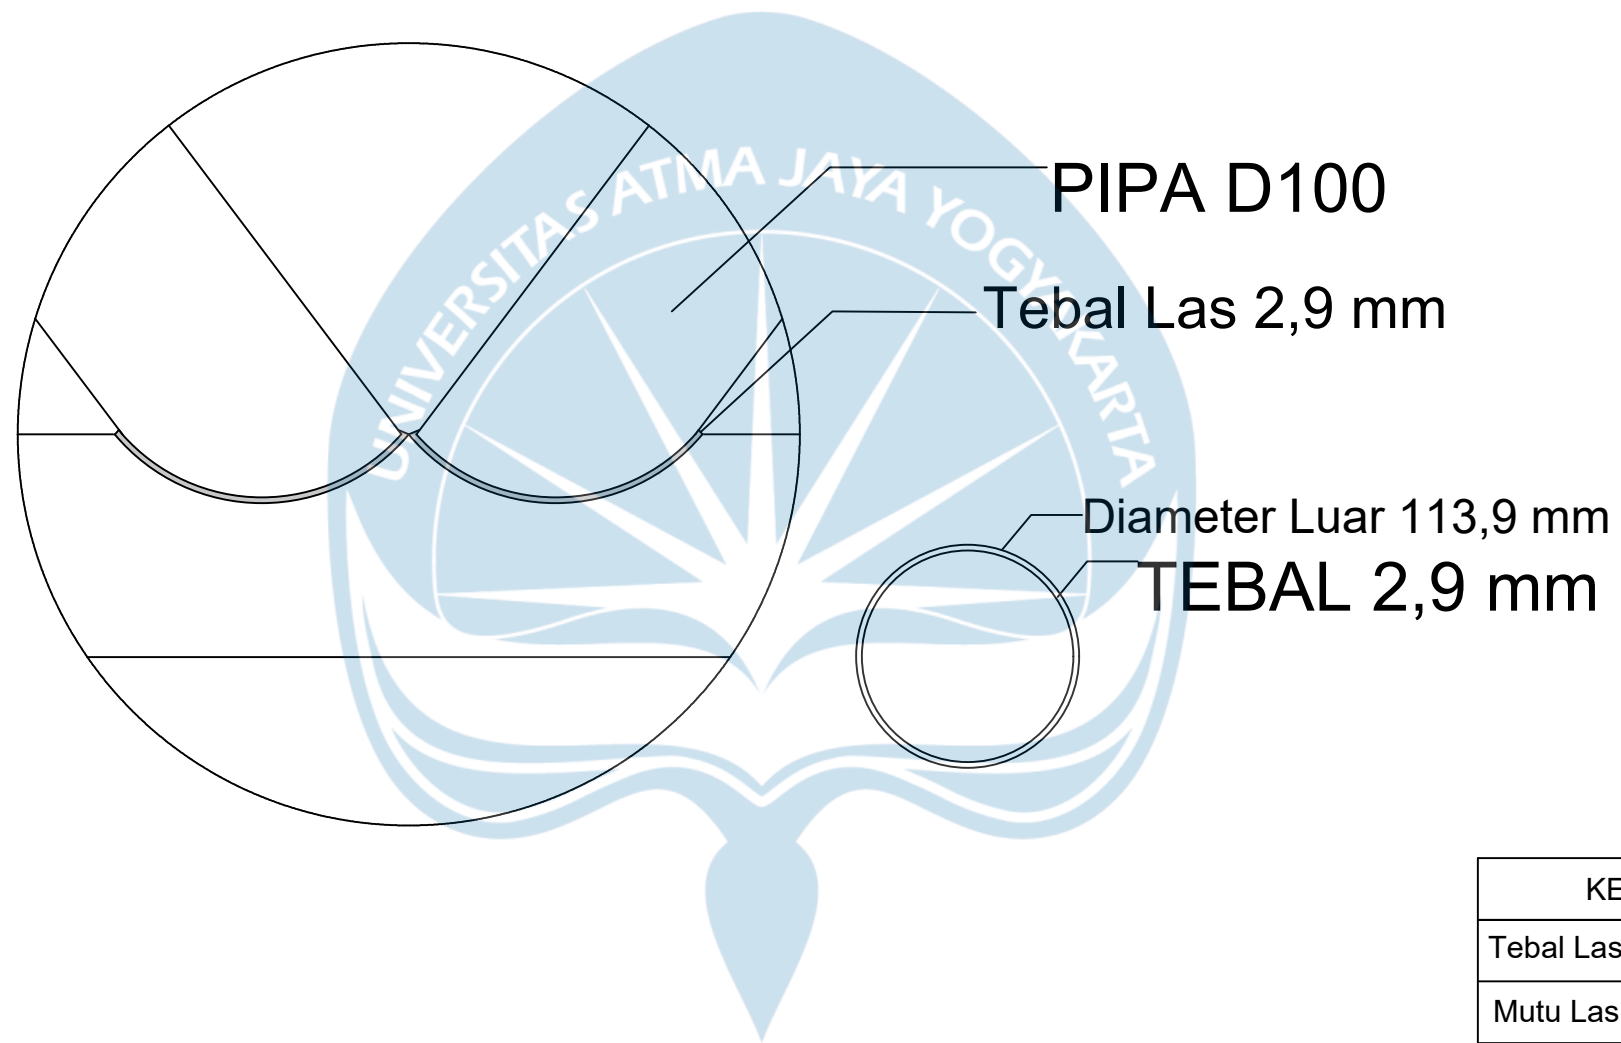 UNIVERSITAS ATMA JAYA YOGYAKARTA
PIPA D100
Tebal Las 2,9 mm
Diameter Luar 113,9 mm
TEBAL 2,9 mm
KE
Tebal Las
Mutu Las